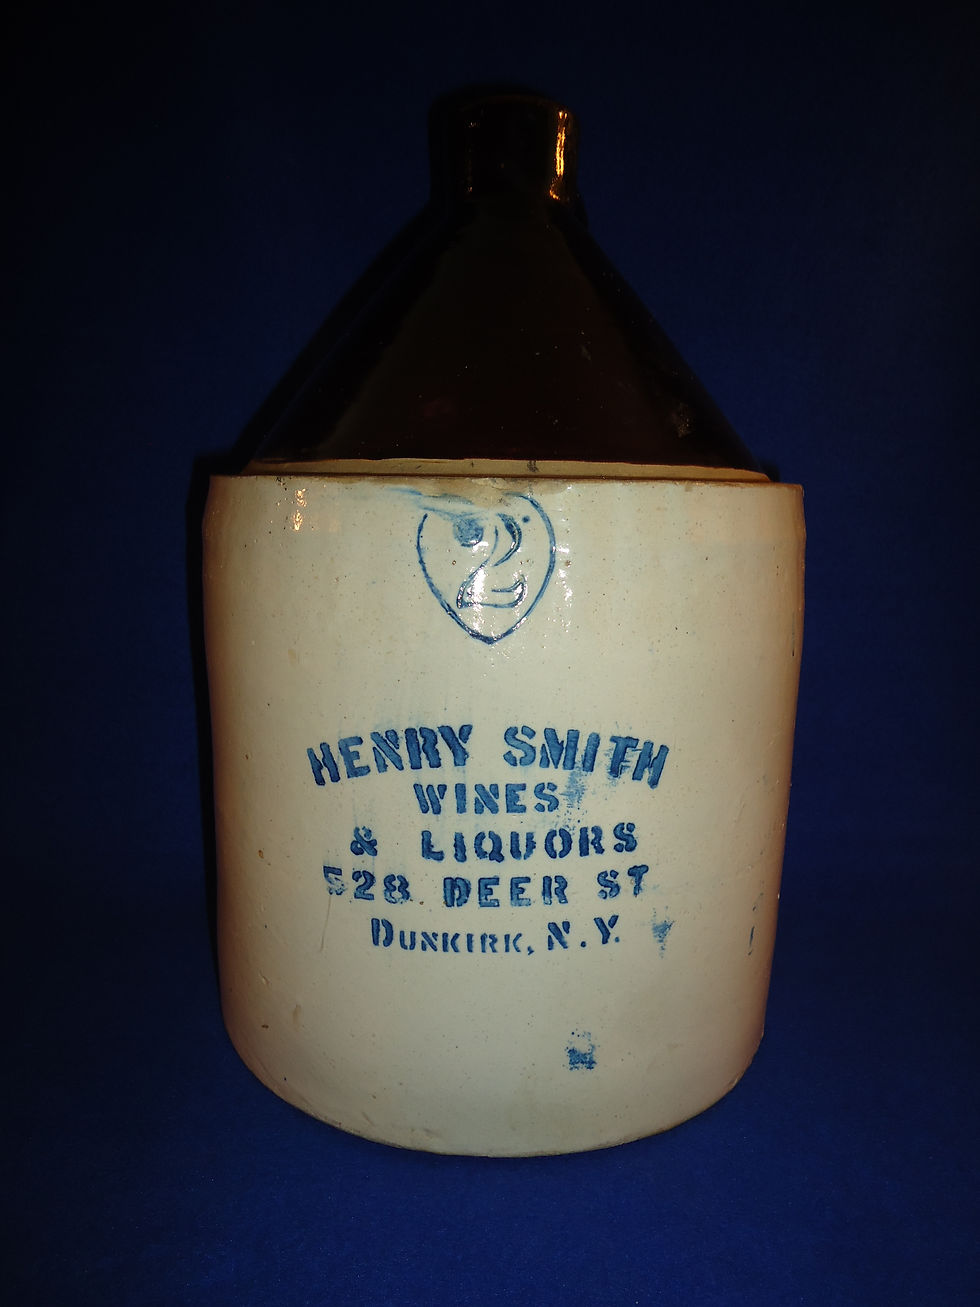 2
HENRY SMITH
WINES
& LIQUORS
528 DEER ST
DUNKIRK, N.Y.